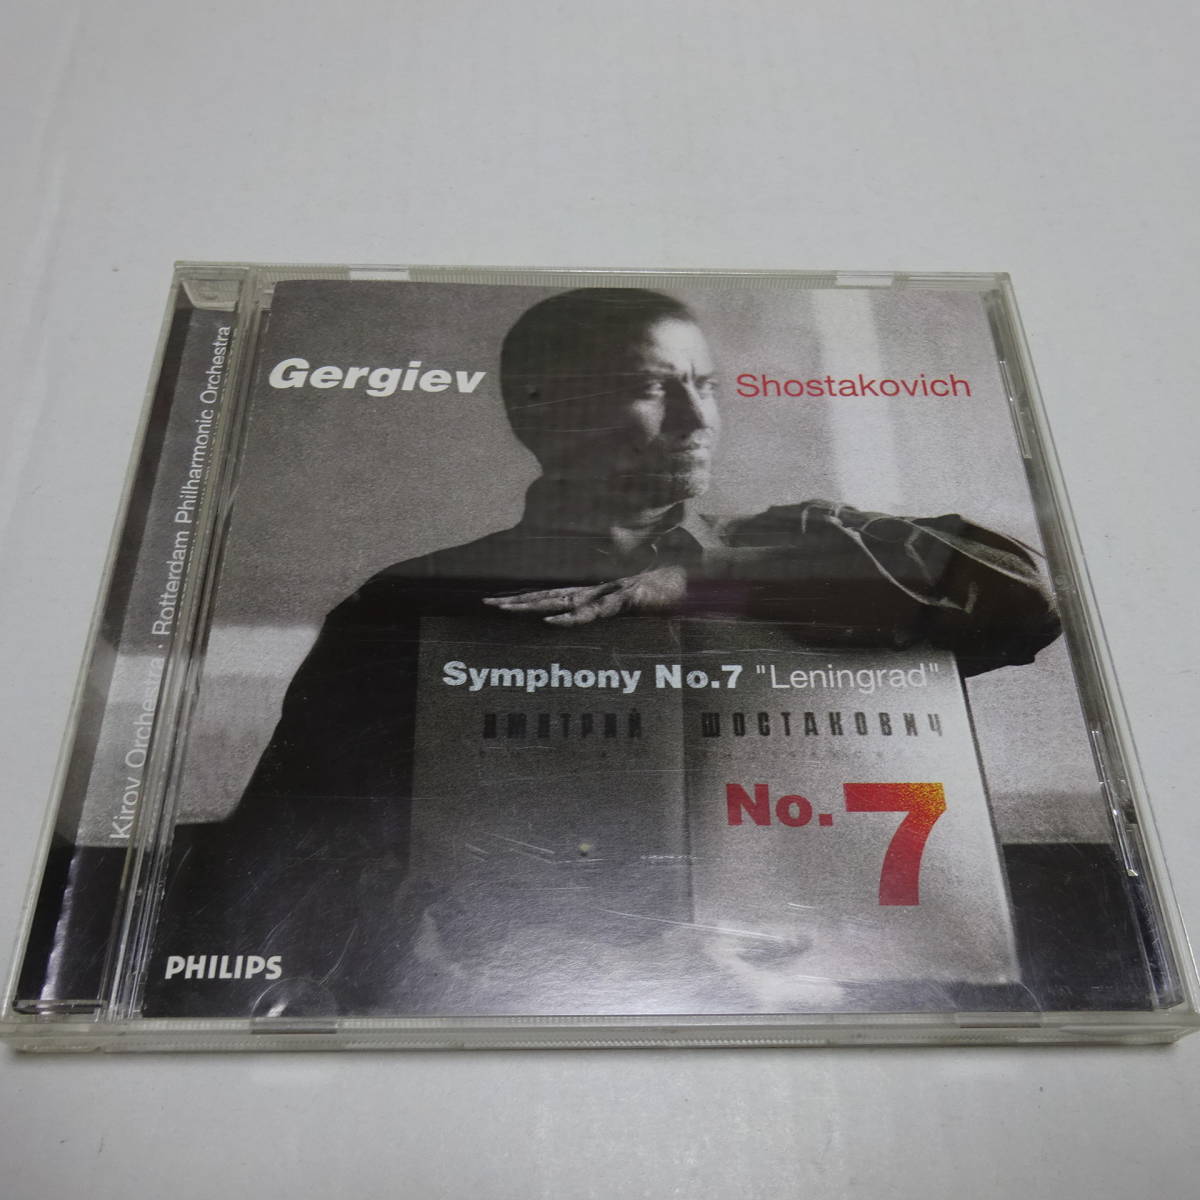 Gergiev
Shostakovich
Symphony No.7 "Leningrad"
ДМИТРИЙ ШОСТАКОВИЧ
No.7
PHILIPS
Kirov Orchestra · Rotterdam Philharmonic Orchestra